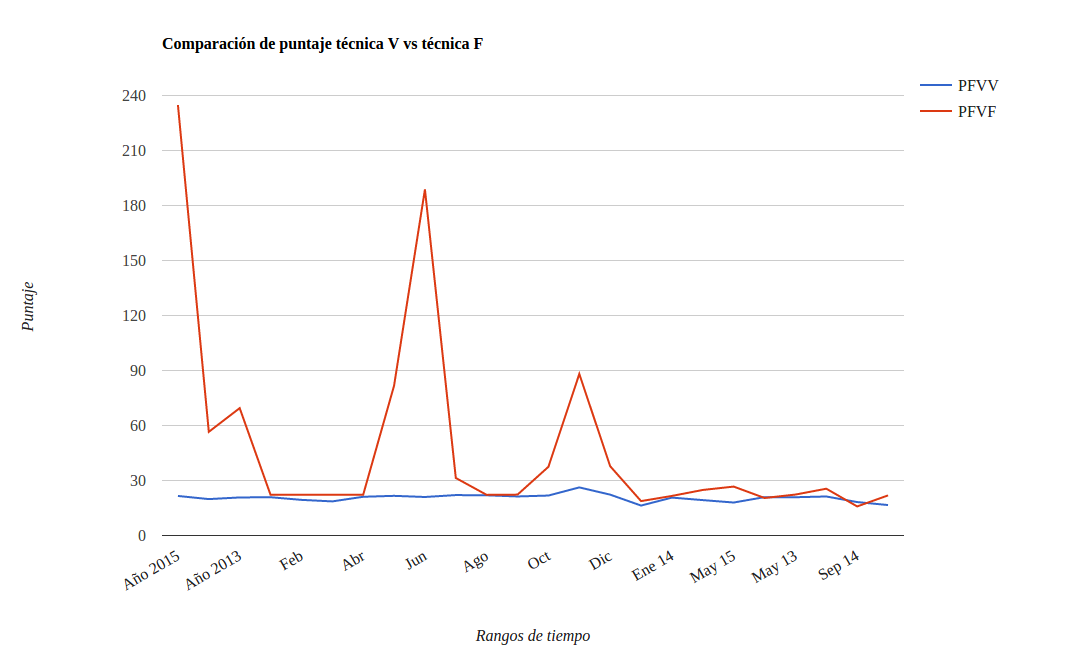 Comparación de puntaje técnica V vs técnica F
PFVV
PFVF
240
210
180
150
120
90
60
30
0
Puntaje
Año 2015
Año 2013
Feb
Abr
Jun
Ago
Oct
Dic
Ene 14
May 15
May 13
Sep 14
Rangos de tiempo